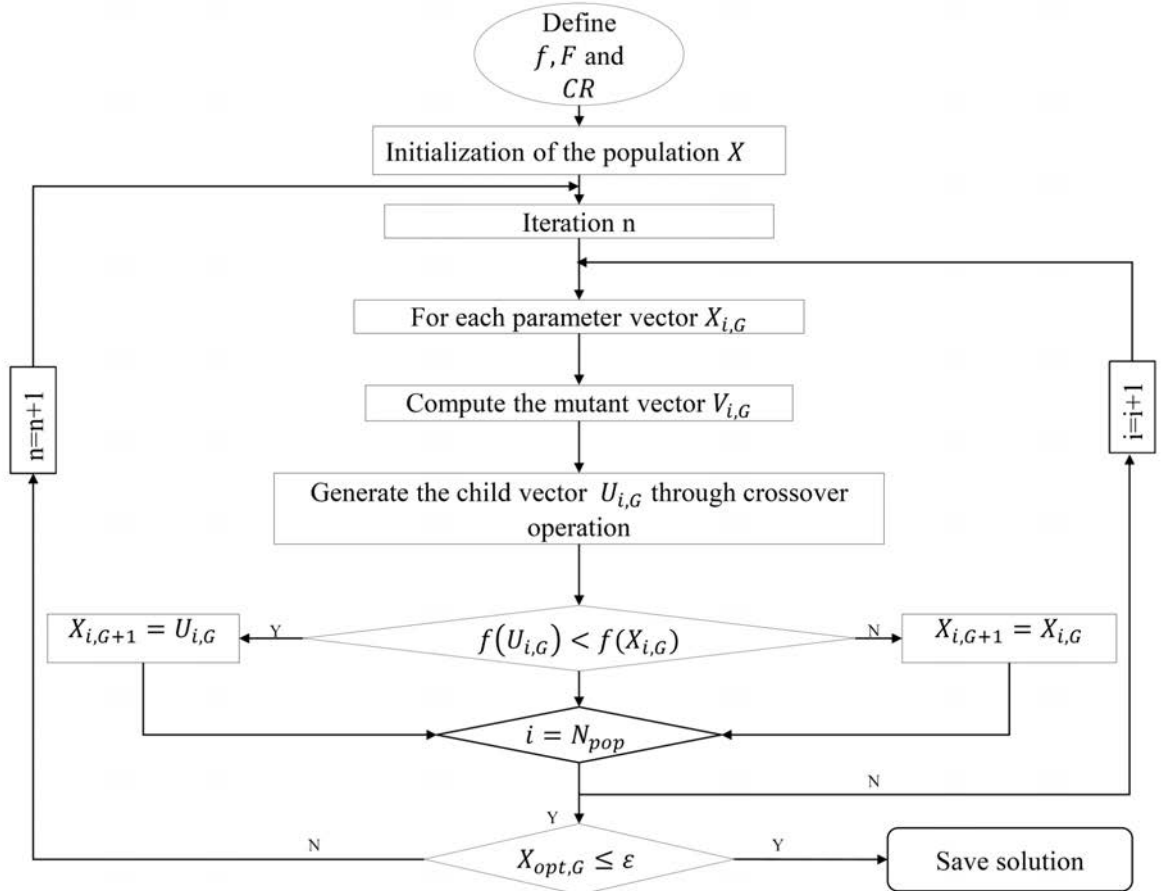 Define
f, F and
CR
Initialization of the population X
Iteration n
For each parameter vector X_{i,G}
n=n+1
i=i+1
Compute the mutant vector V_{i,G}
Generate the child vector U_{i,G} through crossover
operation
X_{i,G+1} = U_{i,G}
Y
f(U_{i,G}) < f(X_{i,G})
N
X_{i,G+1} = X_{i,G}
i = N_{pop}
N
Y
N
X_{opt,G} ≤ ε
Y
Save solution